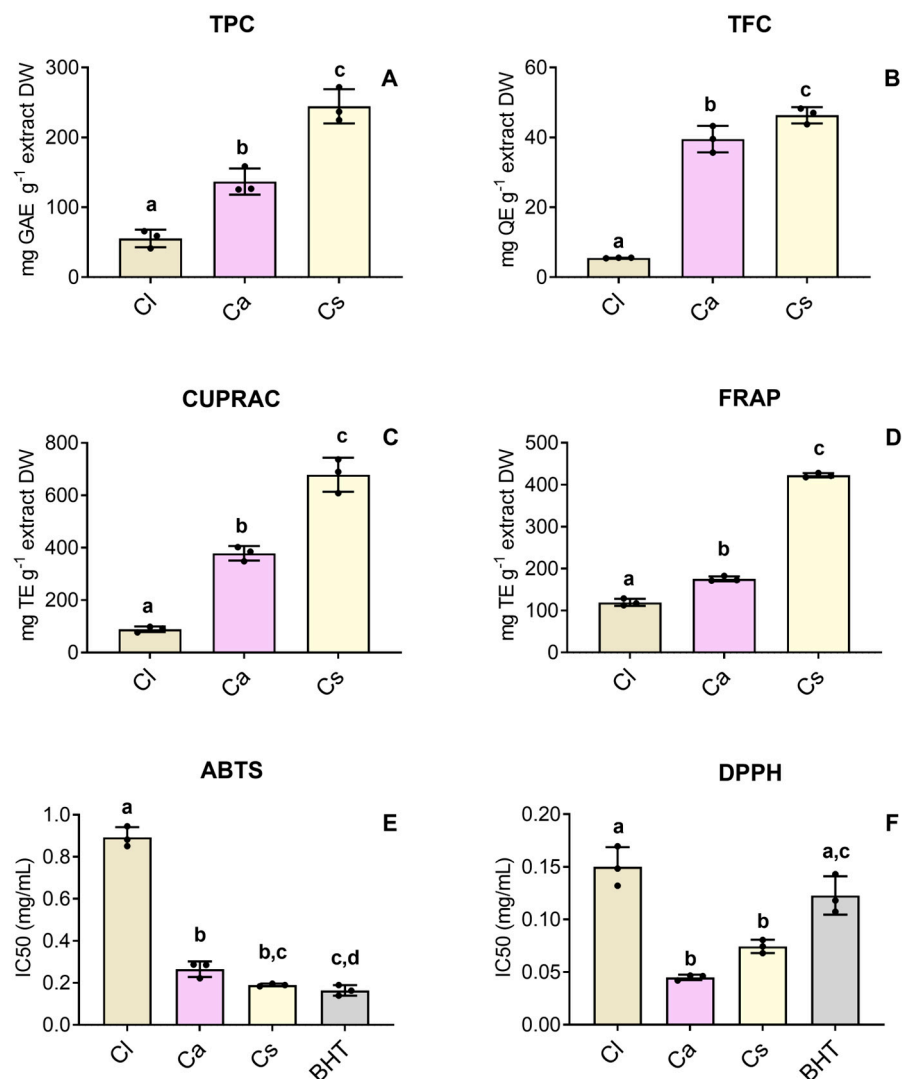 TPC
A
mg GAE g⁻¹ extract DW
300
200
100
0
a
b
c
Cl
Ca
Cs
TFC
B
mg QE g⁻¹ extract DW
60
40
20
0
a
b
c
Cl
Ca
Cs
CUPRAC
C
mg TE g⁻¹ extract DW
800
600
400
200
0
a
b
c
Cl
Ca
Cs
FRAP
D
mg TE g⁻¹ extract DW
500
400
300
200
100
0
a
b
c
Cl
Ca
Cs
ABTS
E
IC50 (mg/mL)
1.0
0.8
0.6
0.4
0.2
0.0
a
b
b,c
c,d
Cl
Ca
Cs
BHT
DPPH
F
IC50 (mg/mL)
0.20
0.15
0.10
0.05
0.00
a
b
b
a,c
Cl
Ca
Cs
BHT